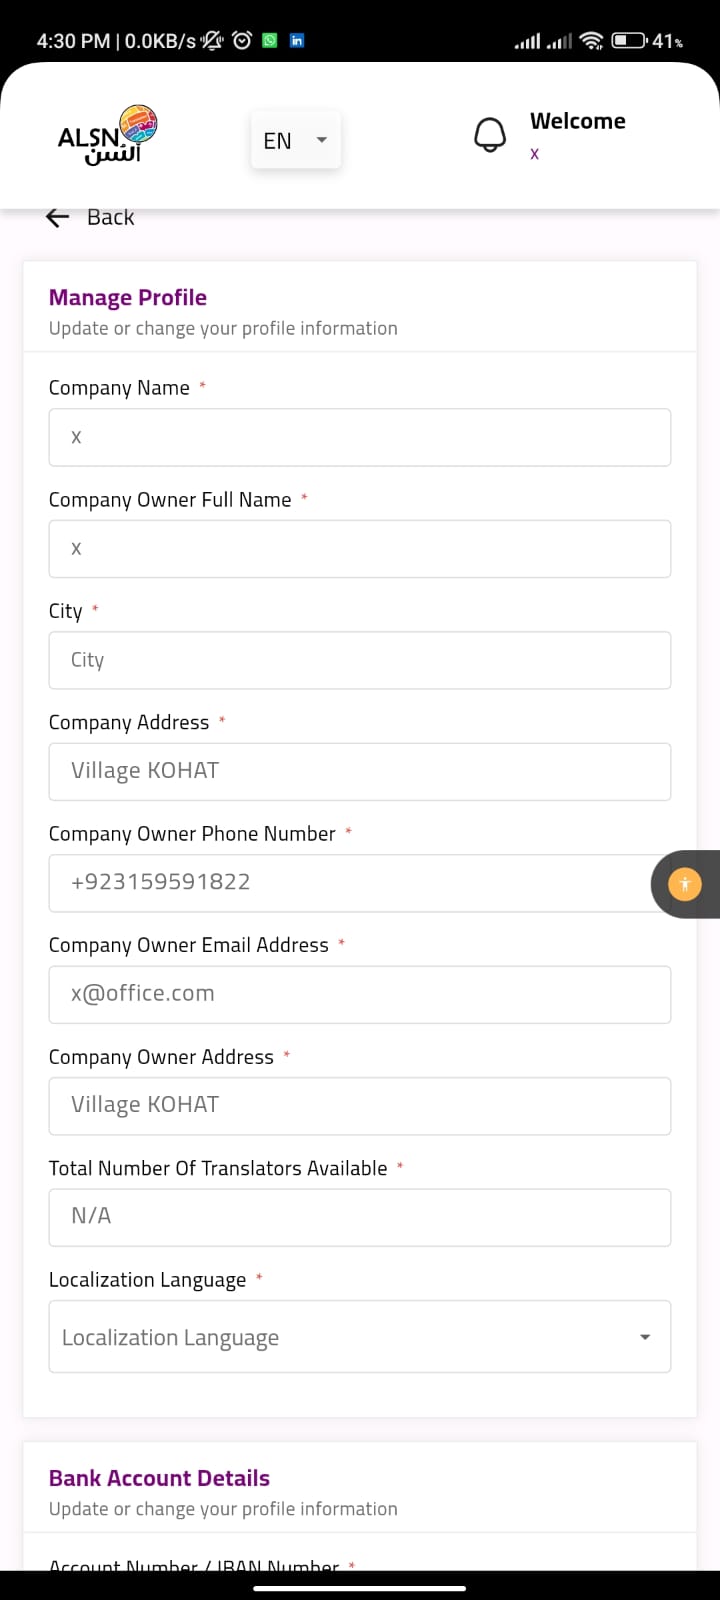 4:30 PM | 0.0KB/s
41%
ALSN
ألسن
EN
Welcome
x
Back
Manage Profile
Update or change your profile information
Company Name *
x
Company Owner Full Name *
x
City *
City
Company Address *
Village KOHAT
Company Owner Phone Number *
+923159591822
Company Owner Email Address *
x@office.com
Company Owner Address *
Village KOHAT
Total Number Of Translators Available *
N/A
Localization Language *
Localization Language
Bank Account Details
Update or change your profile information
Account Number / IBAN Number *